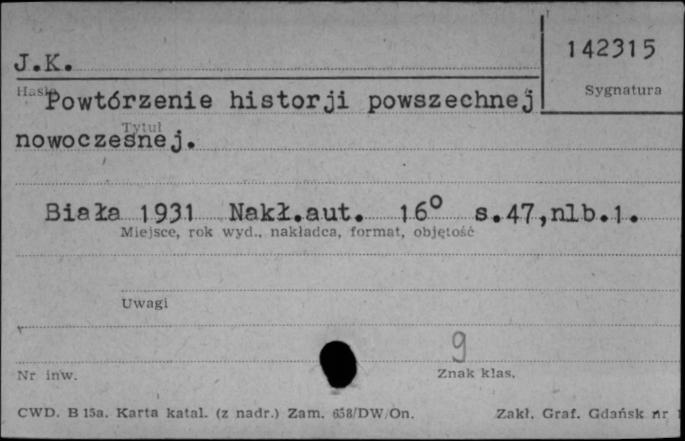 J.K.
142315
Hasło
Sygnatura
Powtórzenie historji powszechnej
Tytuł
nowoczesnej.
Biała 1931 Nakł.aut. 16° s.47,nlb.1.
Miejsce, rok wyd., nakładca, format, objętość
Uwagi
9
Nr inw.
Znak klas.
CWD. B 15a. Karta katal. (z nadr.) Zam. 658/DW/On.
Zakł. Graf. Gdańsk nr